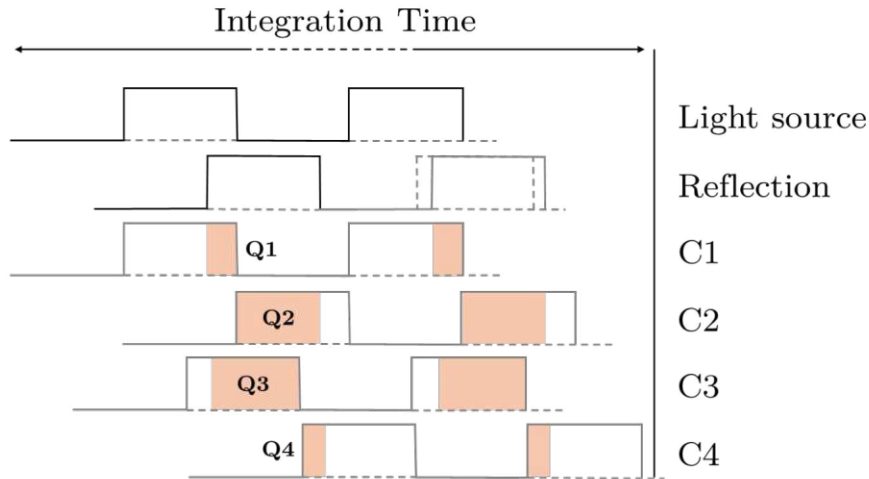 Integration Time
Light source
Reflection
Q1
C1
Q2
C2
Q3
C3
Q4
C4